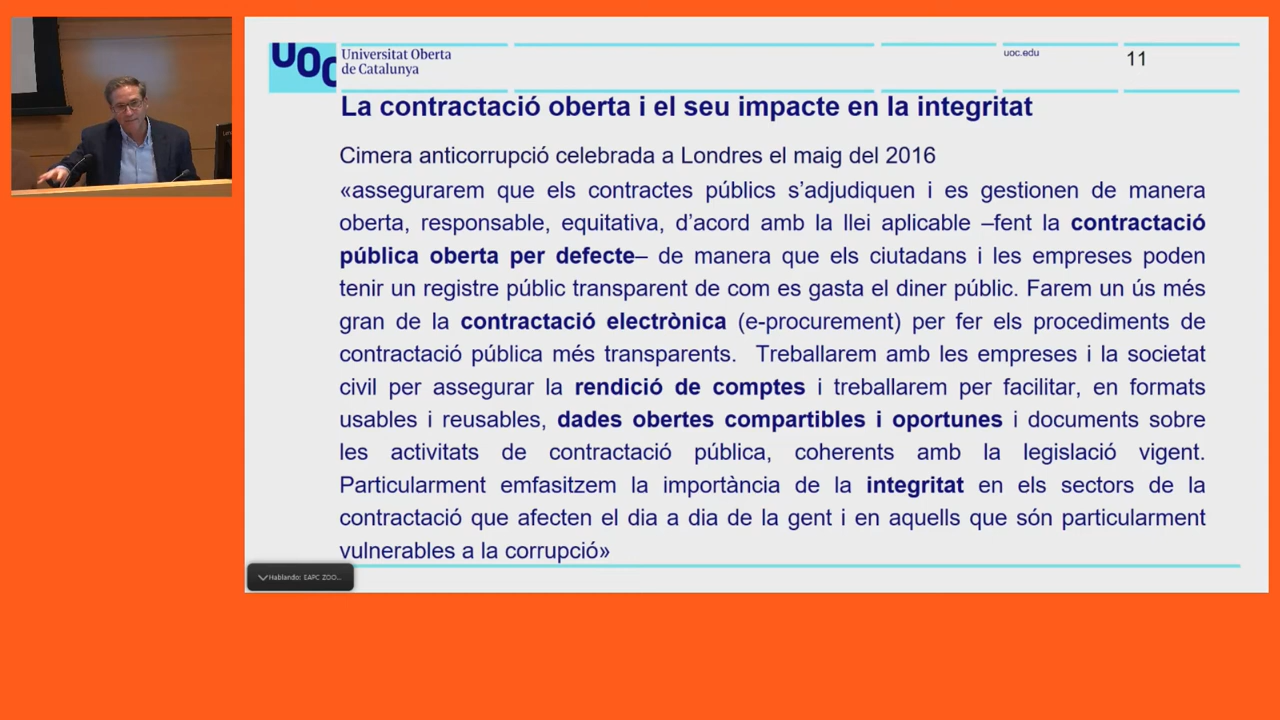 UOC
Universitat Oberta
de Catalunya
uoc.edu
11
La contractació oberta i el seu impacte en la integritat
Cimera anticorrupció celebrada a Londres el maig del 2016
«assegurarem que els contractes públics s’adjudiquen i es gestionen de manera
oberta, responsable, equitativa, d’acord amb la llei aplicable –fent la contractació
pública oberta per defecte– de manera que els ciutadans i les empreses poden
tenir un registre públic transparent de com es gasta el diner públic. Farem un ús més
gran de la contractació electrònica (e-procurement) per fer els procediments de
contractació pública més transparents. Treballarem amb les empreses i la societat
civil per assegurar la rendició de comptes i treballarem per facilitar, en formats
usables i reusables, dades obertes compartibles i oportunes i documents sobre
les activitats de contractació pública, coherents amb la legislació vigent.
Particularment emfasitzem la importància de la integritat en els sectors de la
contractació que afecten el dia a dia de la gent i en aquells que són particularment
vulnerables a la corrupció»
Hablando: EAPC ZOO...